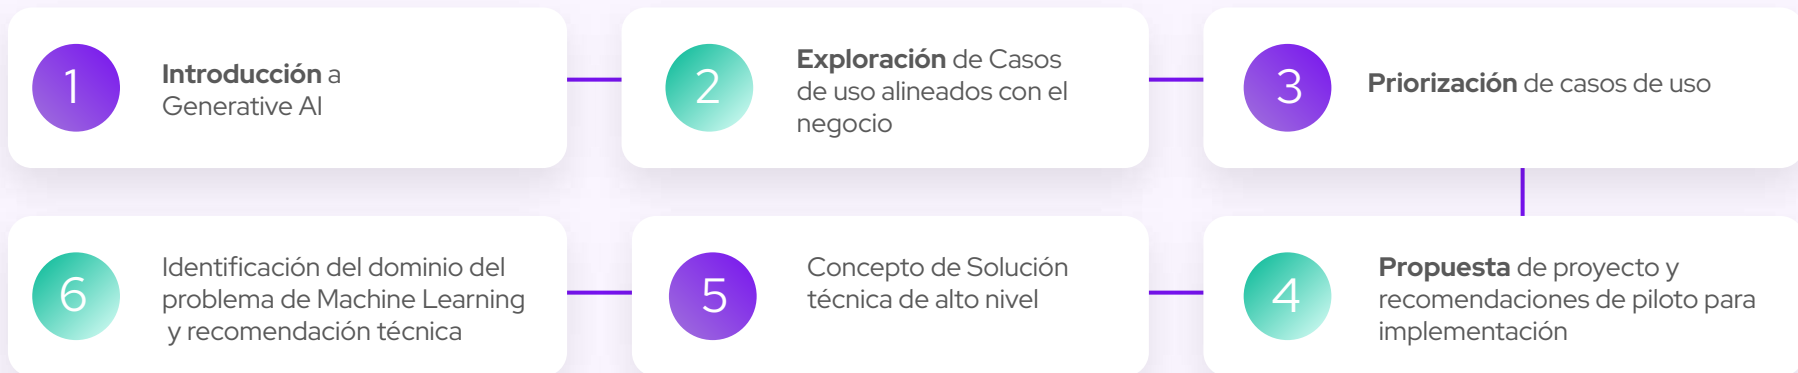 1
Introducción a
Generative AI
2
Exploración de Casos
de uso alineados con el
negocio
3
Priorización de casos de uso
4
Propuesta de proyecto y
recomendaciones de piloto para
implementación
5
Concepto de Solución
técnica de alto nivel
6
Identificación del dominio del
problema de Machine Learning
y recomendación técnica